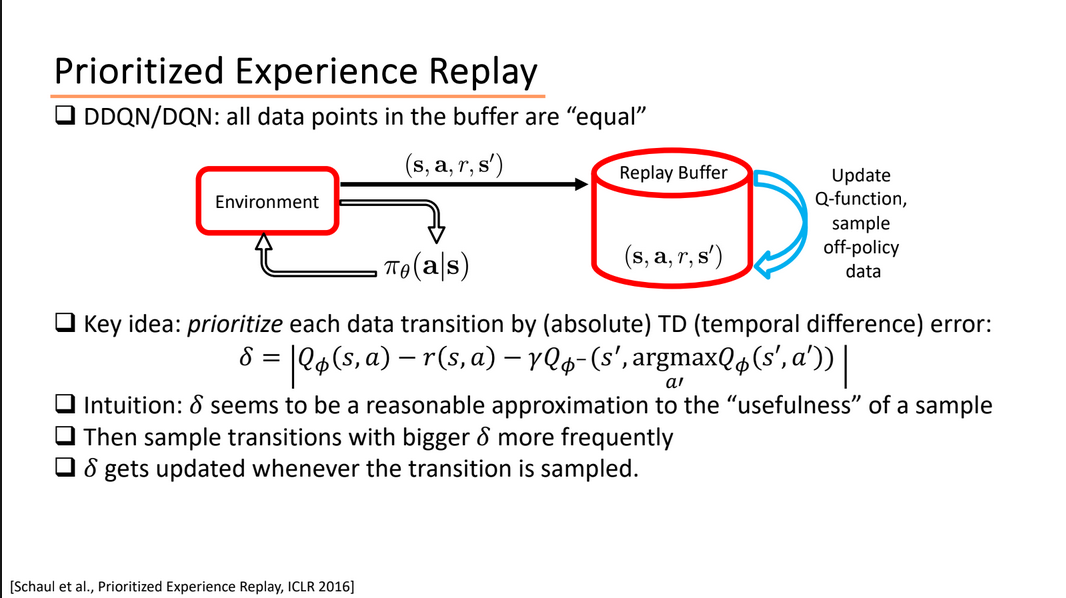 Prioritized Experience Replay
❑ DDQN/DQN: all data points in the buffer are “equal”
(s, a, r, s′)
Environment
Replay Buffer
(s, a, r, s′)
π_θ(a|s)
Update
Q-function,
sample
off-policy
data
❑ Key idea: prioritize each data transition by (absolute) TD (temporal difference) error:
δ = |Q_ϕ(s, a) − r(s, a) − γQ_ϕ−(s′, argmaxQ_ϕ(s′, a′))|
a′
❑ Intuition: δ seems to be a reasonable approximation to the “usefulness” of a sample
❑ Then sample transitions with bigger δ more frequently
❑ δ gets updated whenever the transition is sampled.
[Schaul et al., Prioritized Experience Replay, ICLR 2016]